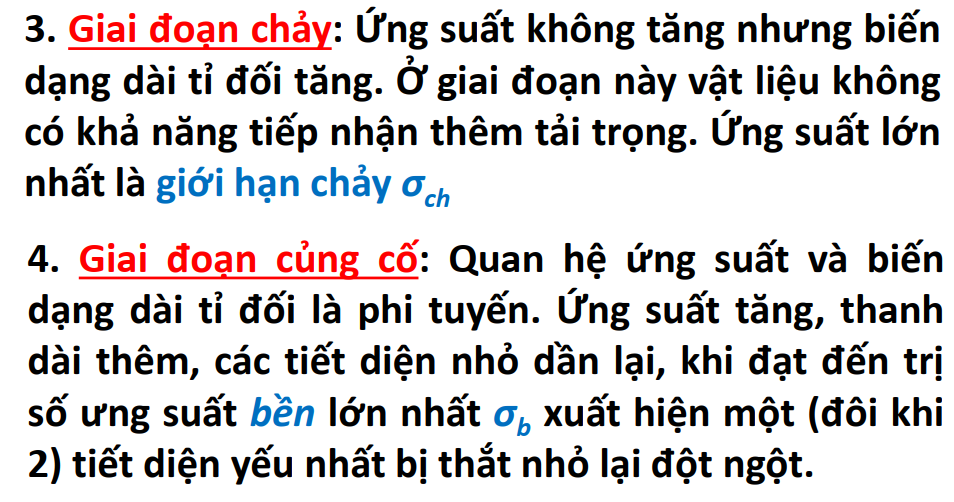 3. Giai đoạn chảy: Ứng suất không tăng nhưng biến
dạng dài tỉ đối tăng. Ở giai đoạn này vật liệu không
có khả năng tiếp nhận thêm tải trọng. Ứng suất lớn
nhất là giới hạn chảy σch
4. Giai đoạn củng cố: Quan hệ ứng suất và biến
dạng dài tỉ đối là phi tuyến. Ứng suất tăng, thanh
dài thêm, các tiết diện nhỏ dần lại, khi đạt đến trị
số ưng suất bền lớn nhất σb xuất hiện một (đôi khi
2) tiết diện yếu nhất bị thắt nhỏ lại đột ngột.